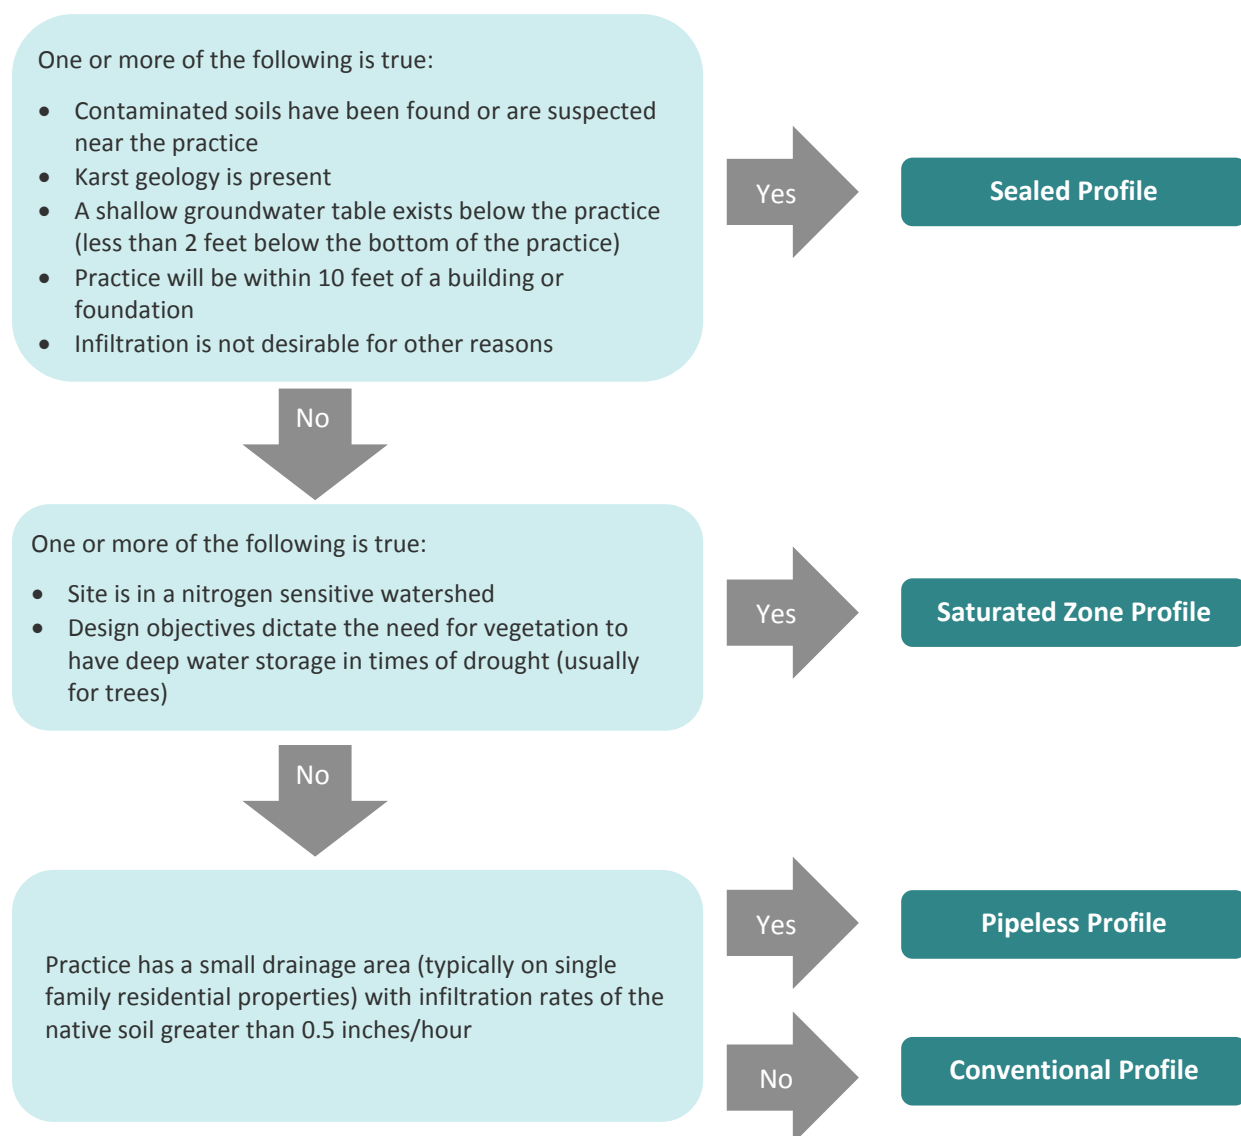 One or more of the following is true:
• Contaminated soils have been found or are suspected
near the practice
• Karst geology is present
• A shallow groundwater table exists below the practice
(less than 2 feet below the bottom of the practice)
• Practice will be within 10 feet of a building or
foundation
• Infiltration is not desirable for other reasons
Yes
Sealed Profile
No
One or more of the following is true:
• Site is in a nitrogen sensitive watershed
• Design objectives dictate the need for vegetation to
have deep water storage in times of drought (usually
for trees)
Yes
Saturated Zone Profile
No
Practice has a small drainage area (typically on single
family residential properties) with infiltration rates of the
native soil greater than 0.5 inches/hour
Yes
Pipeless Profile
No
Conventional Profile